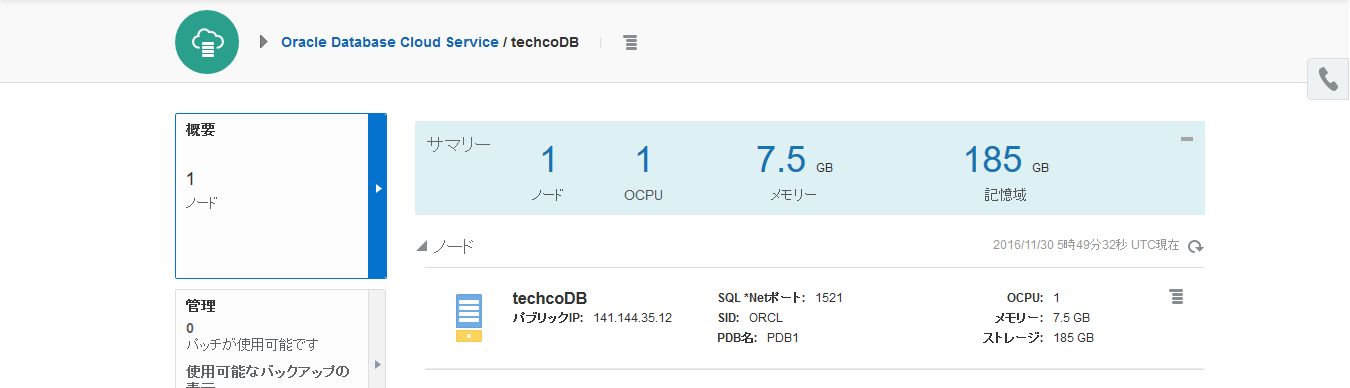 Oracle Database Cloud Service / techcoDB
概要
1
ノード
管理
0
パッチが使用可能です
使用可能なバックアップの
表示
サマリー
1
ノード
1
OCPU
7.5 GB
メモリー
185 GB
記憶域
ノード
2016/11/30 5時49分32秒 UTC現在
techcoDB
パブリックIP: 141.144.35.12
SQL *Netポート: 1521
SID: ORCL
PDB名: PDB1
OCPU: 1
メモリー: 7.5 GB
ストレージ: 185 GB